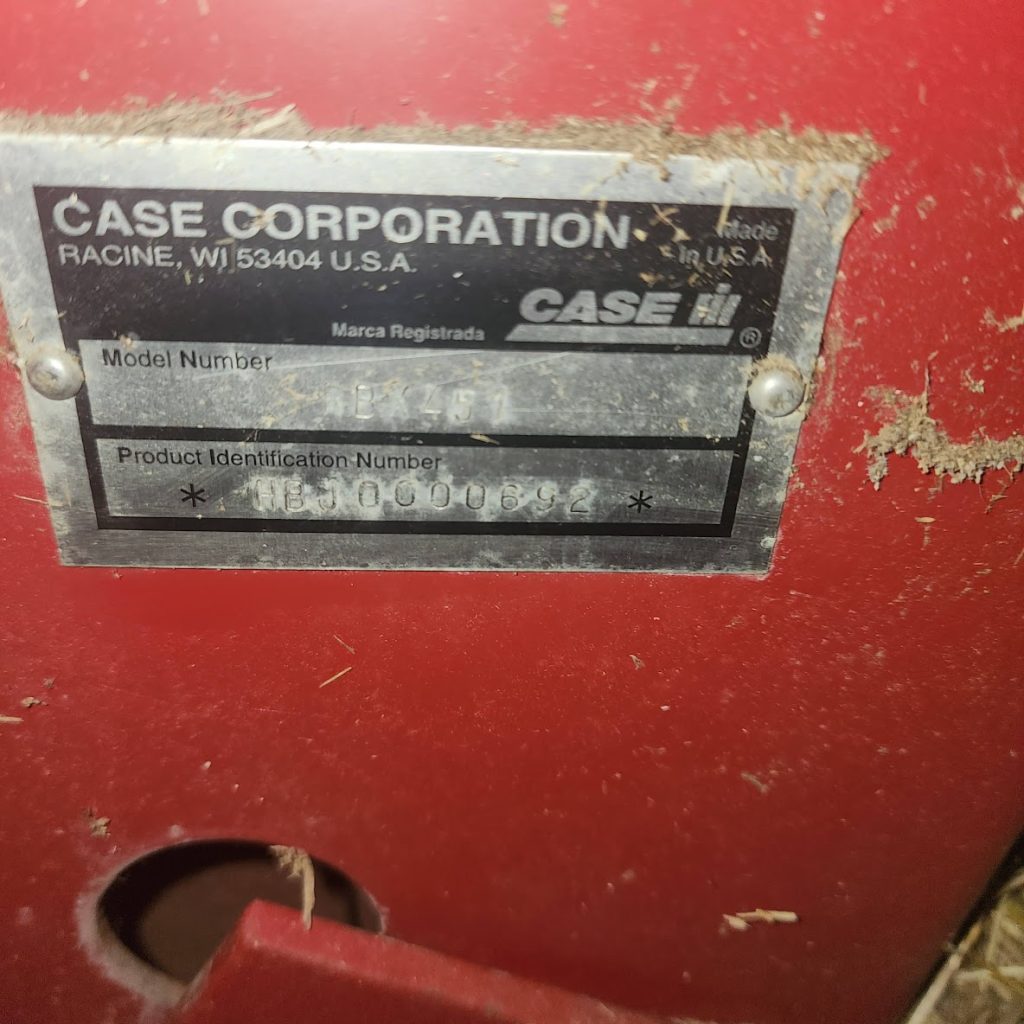 CASE CORPORATION
Made
RACINE, WI 53404 U.S.A.
In U.S.A.
CASE IH
Marca Registrada ®
Model Number
RBX451
Product Identification Number
* HBJ0000692 *